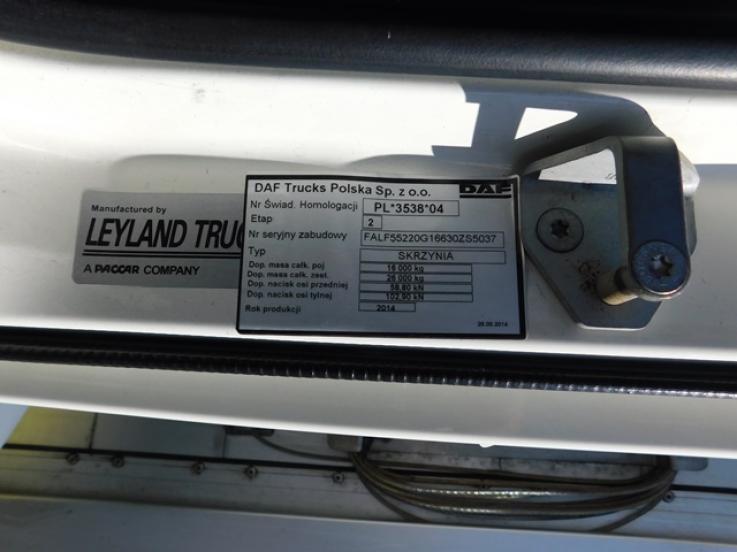 Manufactured by
LEYLAND TRUC
A PACCAR COMPANY
DAF Trucks Polska Sp. z o.o. DAF
Nr Świad. Homologacji PL*3538*04
Etap 2
Nr seryjny zabudowy FALF55220G16630ZS5037
Typ SKRZYNIA
Dop. masa całk. poj 16 000 kg
Dop. masa całk. zest. 26 000 kg
Dop. nacisk osi przedniej 58,80 kN
Dop. nacisk osi tylnej 102,90 kN
Rok produkcji 2014
26.06.2014